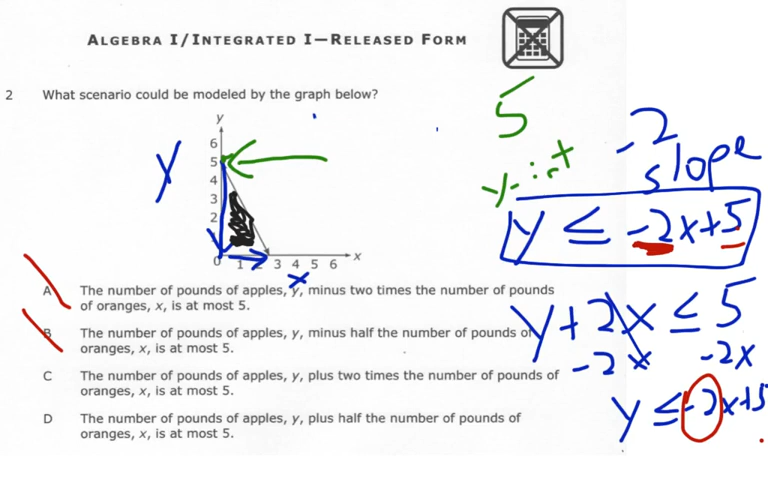 ALGEBRA I/INTEGRATED I—RELEASED FORM
2 What scenario could be modeled by the graph below?
y
6
5
4
3
2
0 1 2 3 4 5 6 x
y
x
A The number of pounds of apples, y, minus two times the number of pounds
of oranges, x, is at most 5.
B The number of pounds of apples, y, minus half the number of pounds of
oranges, x, is at most 5.
C The number of pounds of apples, y, plus two times the number of pounds of
oranges, x, is at most 5.
D The number of pounds of apples, y, plus half the number of pounds of
oranges, x, is at most 5.
5
y-int
-2
slope
y ≤ -2x+5
y+2x ≤ 5
-2x -2x
y ≤ -2x+5